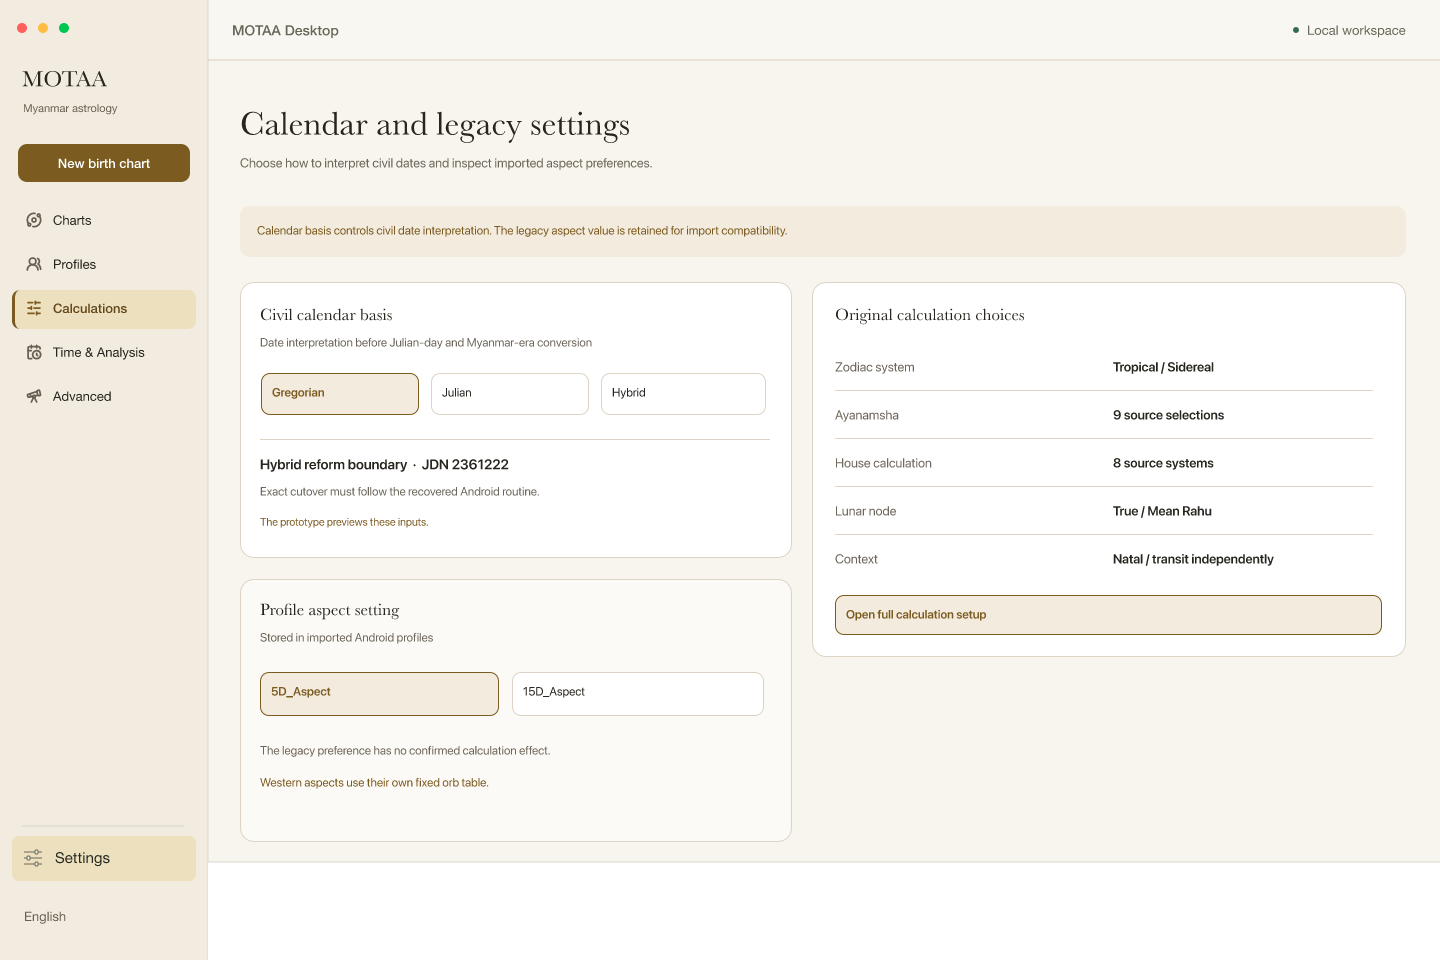 MOTAA Desktop
Local workspace
MOTAA
Myanmar astrology
New birth chart
Charts
Profiles
Calculations
Time & Analysis
Advanced
Settings
English
Calendar and legacy settings
Choose how to interpret civil dates and inspect imported aspect preferences.
Calendar basis controls civil date interpretation. The legacy aspect value is retained for import compatibility.
Civil calendar basis
Date interpretation before Julian-day and Myanmar-era conversion
Gregorian
Julian
Hybrid
Hybrid reform boundary · JDN 2361222
Exact cutover must follow the recovered Android routine.
The prototype previews these inputs.
Profile aspect setting
Stored in imported Android profiles
5D_Aspect
15D_Aspect
The legacy preference has no confirmed calculation effect.
Western aspects use their own fixed orb table.
Original calculation choices
Zodiac system
Tropical / Sidereal
Ayanamsha
9 source selections
House calculation
8 source systems
Lunar node
True / Mean Rahu
Context
Natal / transit independently
Open full calculation setup